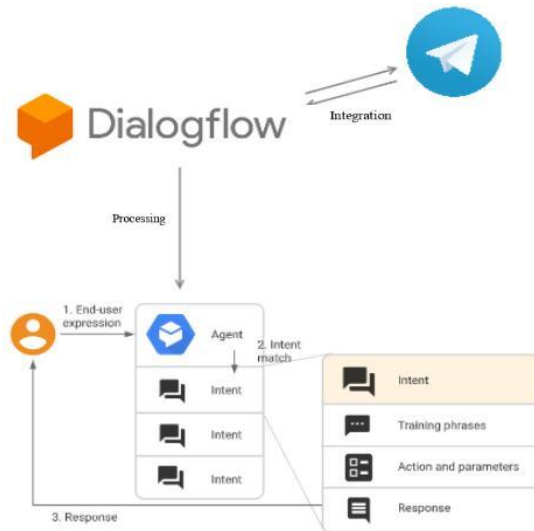 Dialogflow
Integration
Processing
1. End-user
expression
Agent
2. Intent
match
Intent
Intent
Intent
Intent
Training phrases
Action and parameters
Response
3. Response